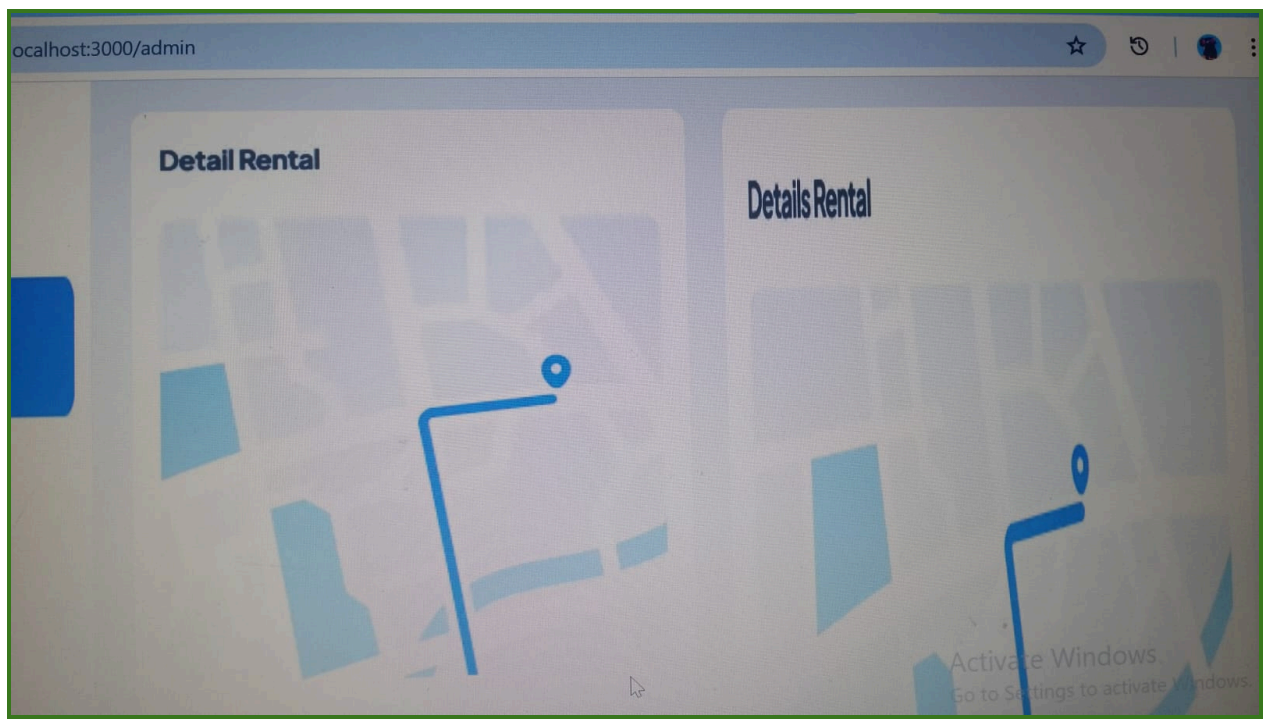 ocalhost:3000/admin
Detail Rental
Details Rental
Activate Windows
Go to Settings to activate Windows.